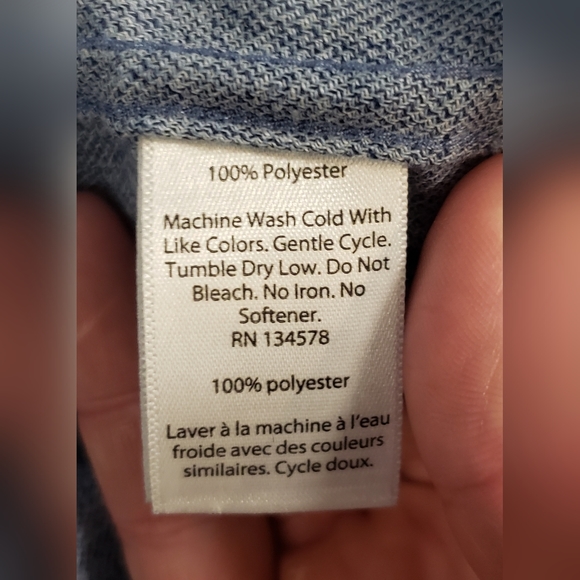 100% Polyester
Machine Wash Cold With
Like Colors. Gentle Cycle.
Tumble Dry Low. Do Not
Bleach. No Iron. No
Softener.
RN 134578
100% polyester
Laver à la machine à l'eau
froide avec des couleurs
similaires. Cycle doux.